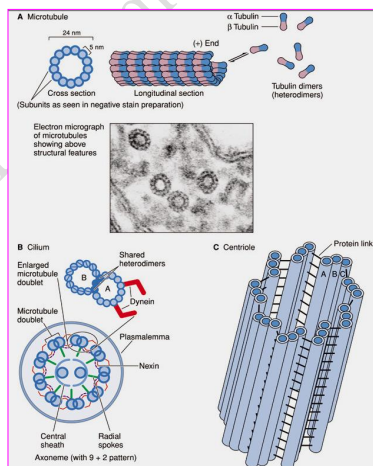 A Microtubule
24 nm
5 nm
Cross section
(Subunits as seen in negative stain preparation)
(+) End
Longitudinal section
α Tubulin
β Tubulin
Tubulin dimers
(heterodimers)
Electron micrograph
of microtubules
showing above
structural features
B Cilium
Enlarged
microtubule
doublet
Shared
heterodimers
B
A
Dynein
Microtubule
doublet
Plasmalemma
Nexin
Central
sheath
Radial
spokes
Axoneme (with 9 + 2 pattern)
C Centriole
Protein link
A B C